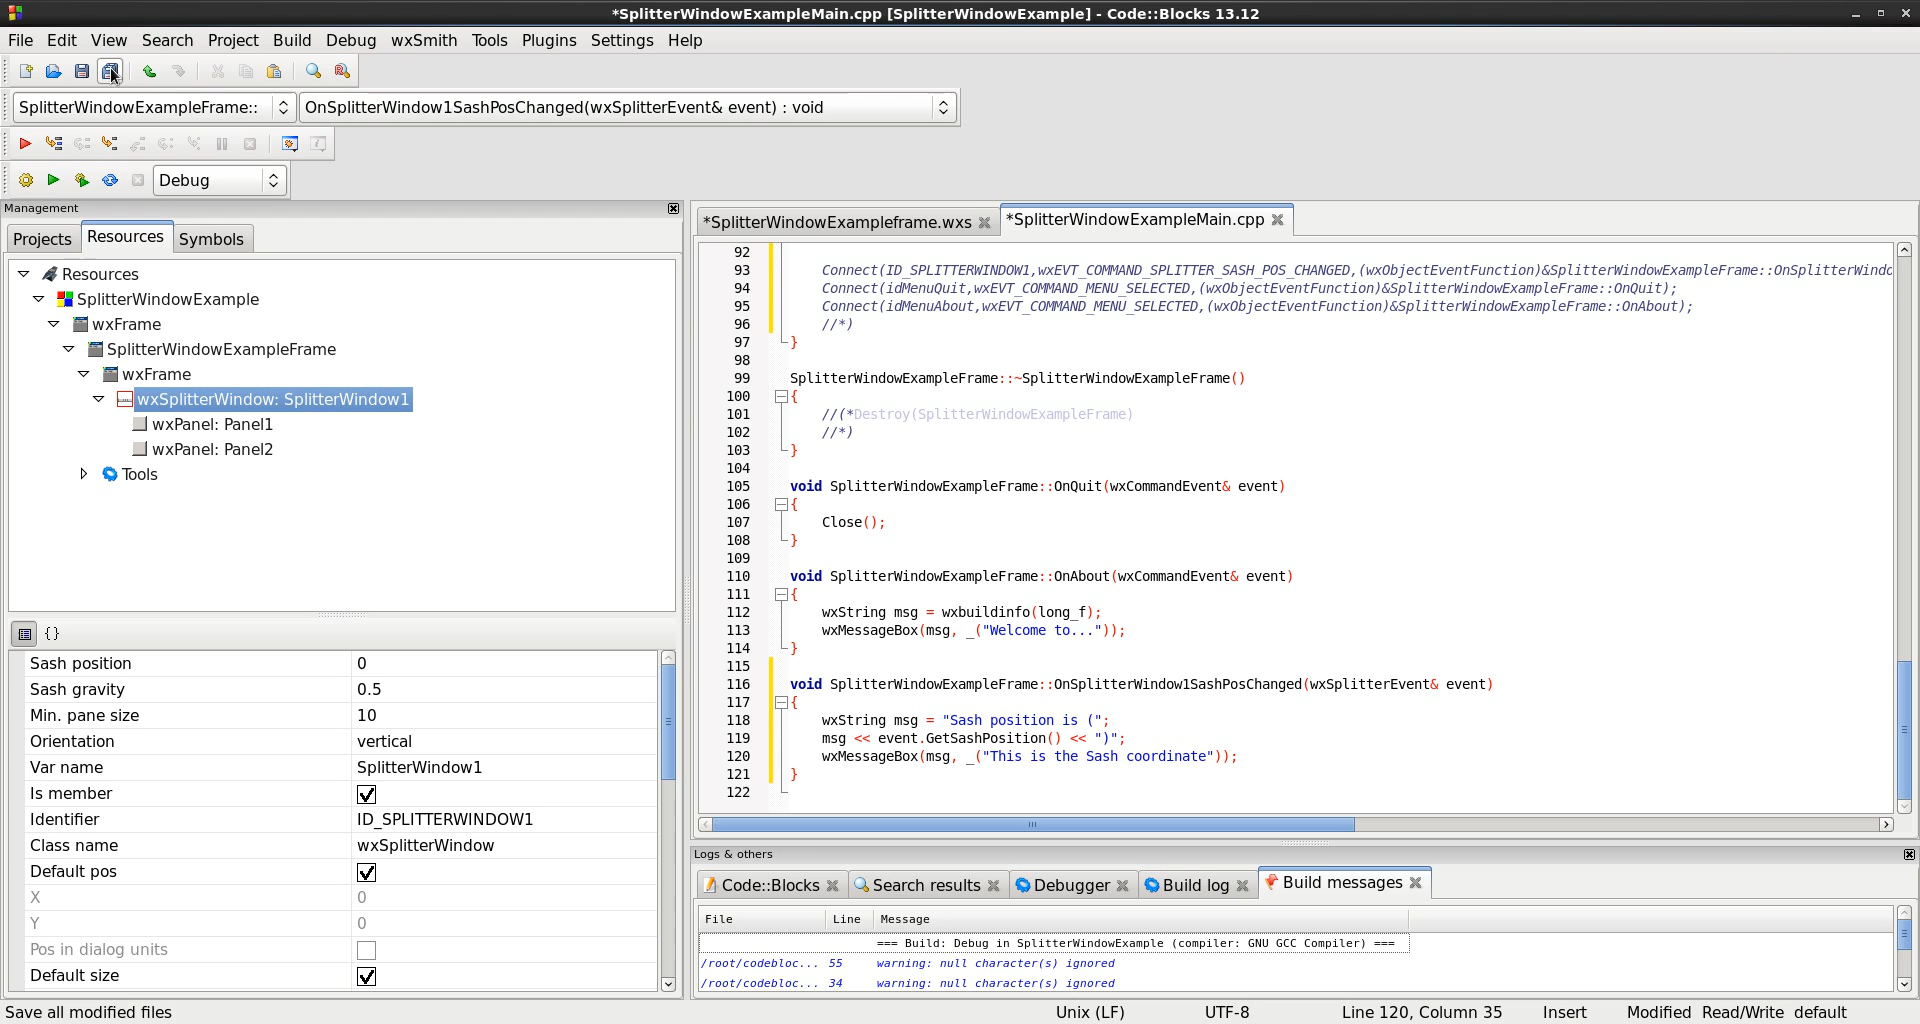 *SplitterWindowExampleMain.cpp [SplitterWindowExample] - Code::Blocks 13.12
File Edit View Search Project Build Debug wxSmith Tools Plugins Settings Help
SplitterWindowExampleFrame:: OnSplitterWindow1SashPosChanged(wxSplitterEvent& event) : void
Debug
Management
Projects Resources Symbols
Resources
SplitterWindowExample
wxFrame
SplitterWindowExampleFrame
wxFrame
wxSplitterWindow: SplitterWindow1
wxPanel: Panel1
wxPanel: Panel2
Tools
{}
Sash position 0
Sash gravity 0.5
Min. pane size 10
Orientation vertical
Var name SplitterWindow1
Is member
Identifier ID_SPLITTERWINDOW1
Class name wxSplitterWindow
Default pos
X 0
Y 0
Pos in dialog units
Default size
*SplitterWindowExampleframe.wxs *SplitterWindowExampleMain.cpp
92
93 Connect(ID_SPLITTERWINDOW1,wxEVT_COMMAND_SPLITTER_SASH_POS_CHANGED,(wxObjectEventFunction)&SplitterWindowExampleFrame::OnSplitterWindo
94 Connect(idMenuQuit,wxEVT_COMMAND_MENU_SELECTED,(wxObjectEventFunction)&SplitterWindowExampleFrame::OnQuit);
95 Connect(idMenuAbout,wxEVT_COMMAND_MENU_SELECTED,(wxObjectEventFunction)&SplitterWindowExampleFrame::OnAbout);
96 //*)
97 }
98
99 SplitterWindowExampleFrame::~SplitterWindowExampleFrame()
100 {
101 //(*Destroy(SplitterWindowExampleFrame)
102 //*)
103 }
104
105 void SplitterWindowExampleFrame::OnQuit(wxCommandEvent& event)
106 {
107 Close();
108 }
109
110 void SplitterWindowExampleFrame::OnAbout(wxCommandEvent& event)
111 {
112 wxString msg = wxbuildinfo(long_f);
113 wxMessageBox(msg, _("Welcome to..."));
114 }
115
116 void SplitterWindowExampleFrame::OnSplitterWindow1SashPosChanged(wxSplitterEvent& event)
117 {
118 wxString msg = "Sash position is (";
119 msg << event.GetSashPosition() << ")";
120 wxMessageBox(msg, _("This is the Sash coordinate"));
121 }
122
Logs & others
Code::Blocks Search results Debugger Build log Build messages
File Line Message
=== Build: Debug in SplitterWindowExample (compiler: GNU GCC Compiler) ===
/root/codebloc... 55 warning: null character(s) ignored
/root/codebloc... 34 warning: null character(s) ignored
Save all modified files Unix (LF) UTF-8 Line 120, Column 35 Insert Modified Read/Write default